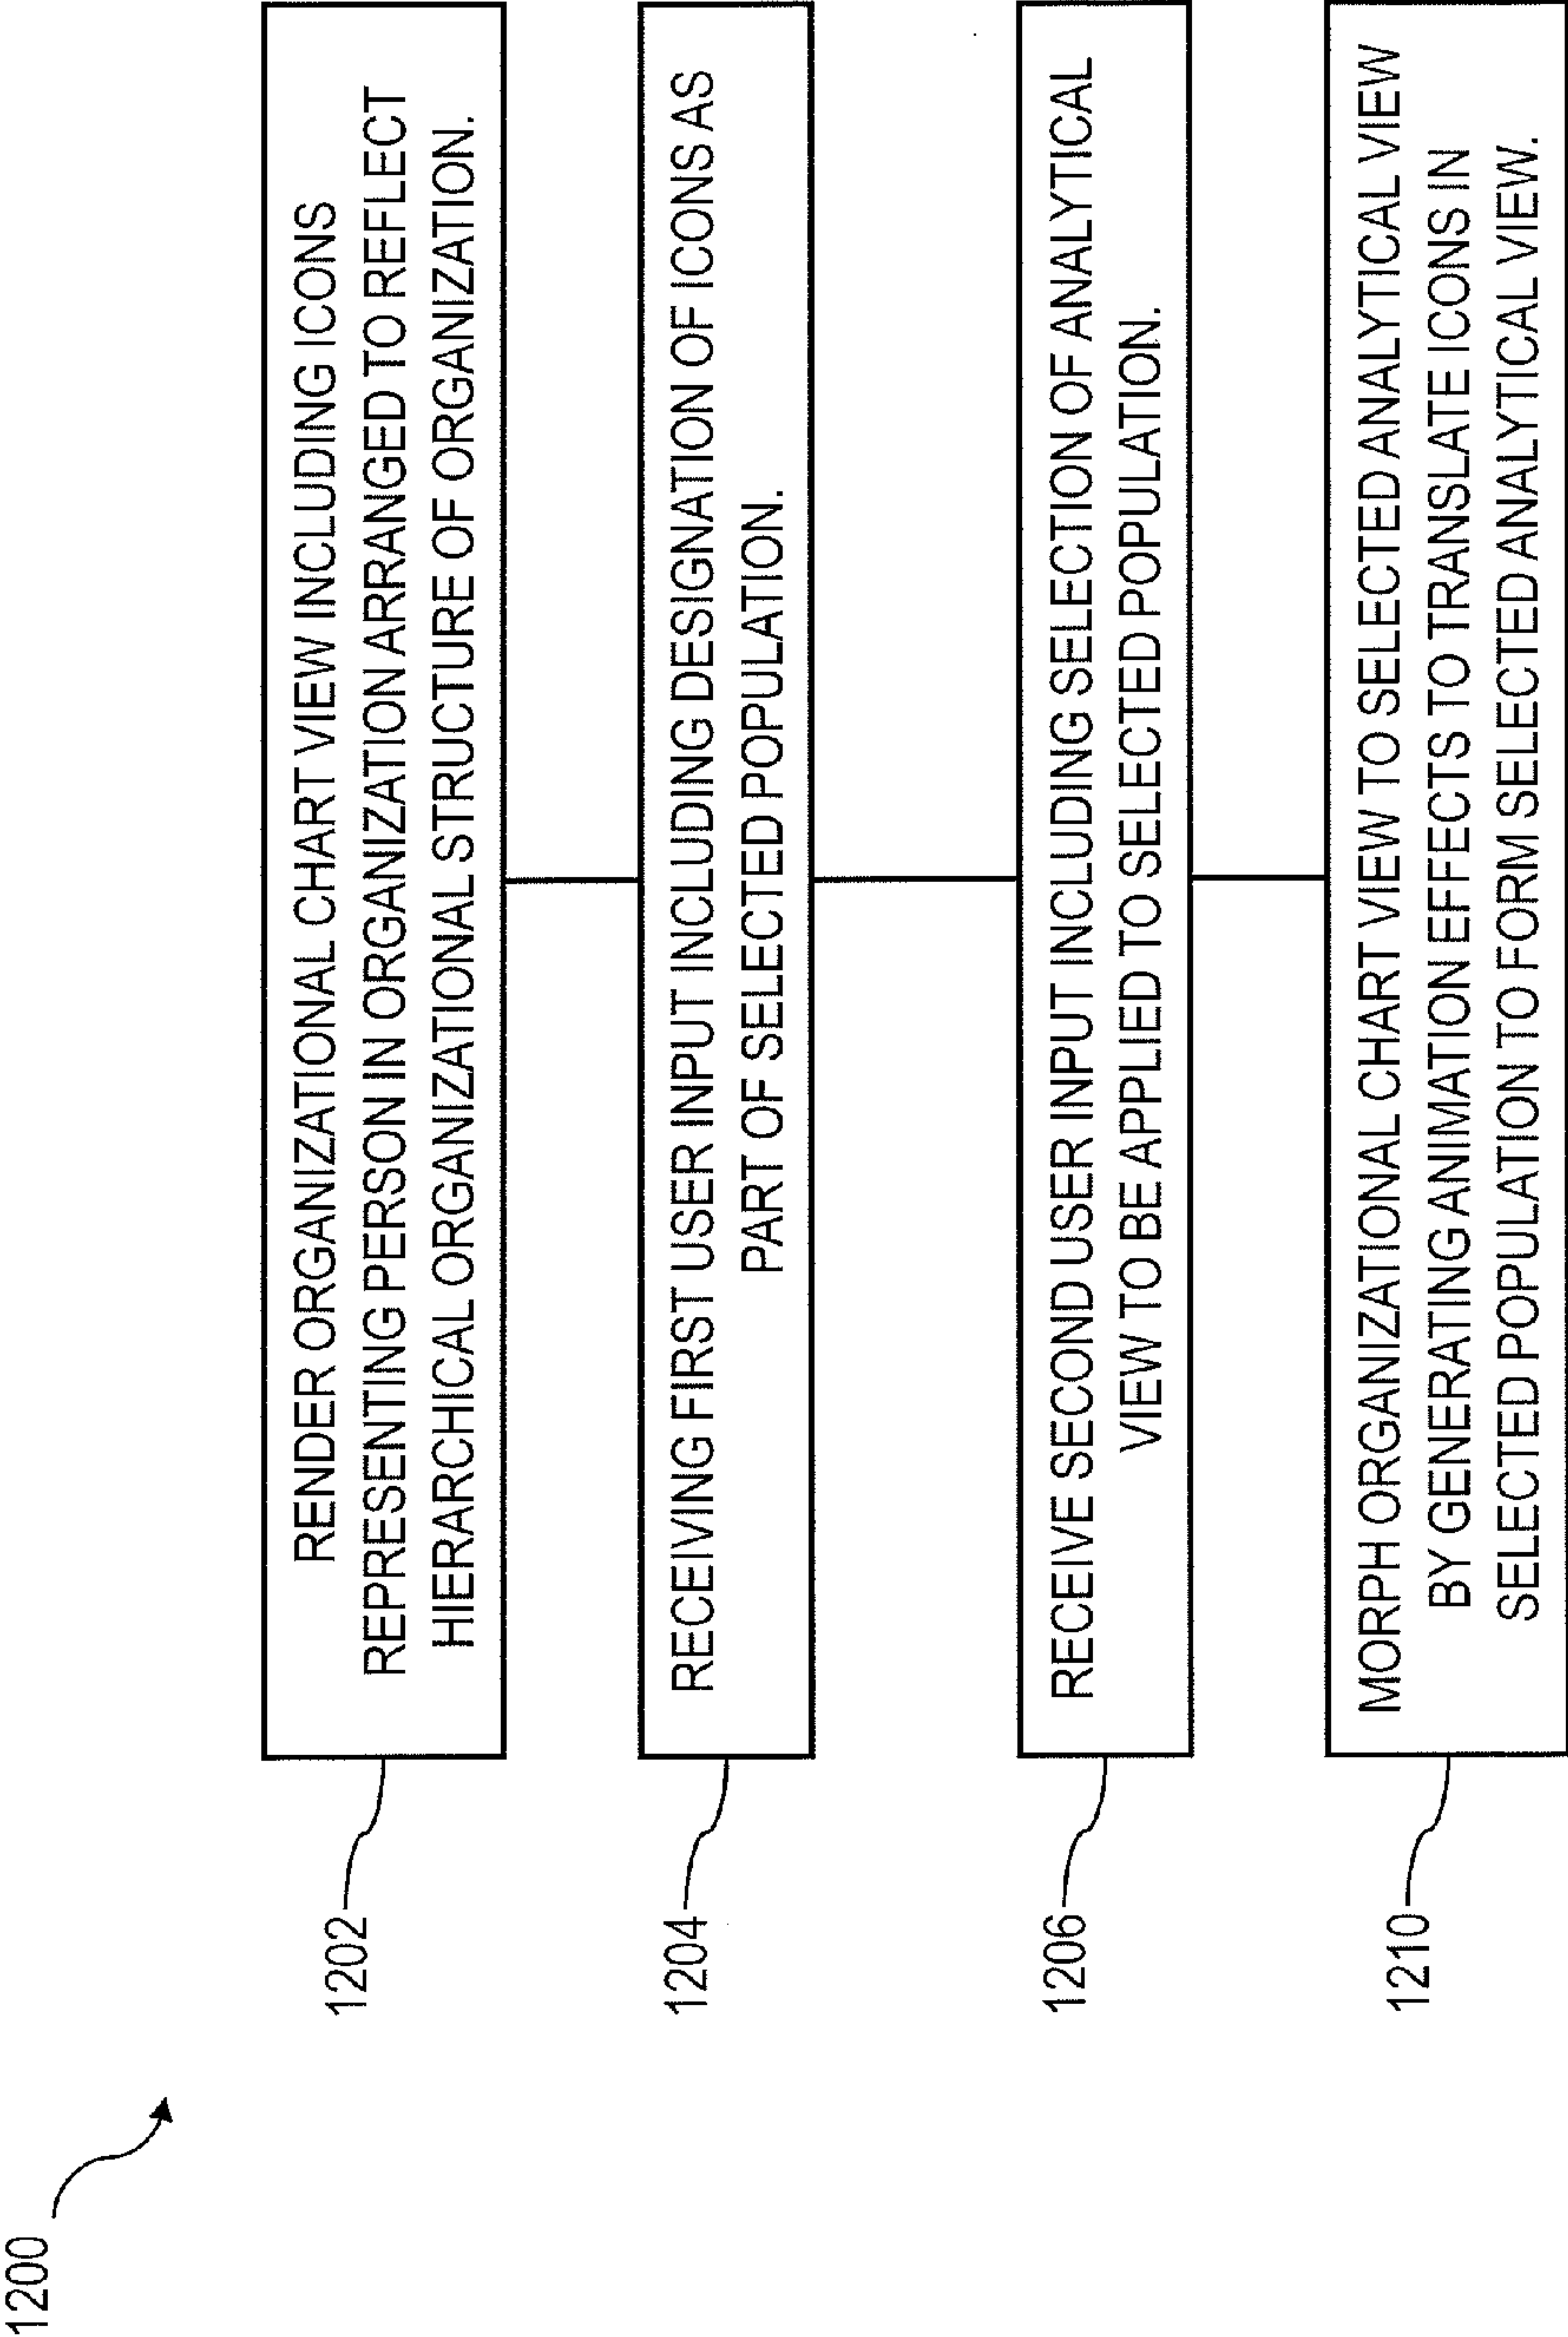 1200
1202
RENDER ORGANIZATIONAL CHART VIEW INCLUDING ICONS
REPRESENTING PERSON IN ORGANIZATION ARRANGED TO REFLECT
HIERARCHICAL ORGANIZATIONAL STRUCTURE OF ORGANIZATION.
1204
RECEIVING FIRST USER INPUT INCLUDING DESIGNATION OF ICONS AS
PART OF SELECTED POPULATION.
1206
RECEIVE SECOND USER INPUT INCLUDING SELECTION OF ANALYTICAL
VIEW TO BE APPLIED TO SELECTED POPULATION.
1210
MORPH ORGANIZATIONAL CHART VIEW TO SELECTED ANALYTICAL VIEW
BY GENERATING ANIMATION EFFECTS TO TRANSLATE ICONS IN
SELECTED POPULATION TO FORM SELECTED ANALYTICAL VIEW.